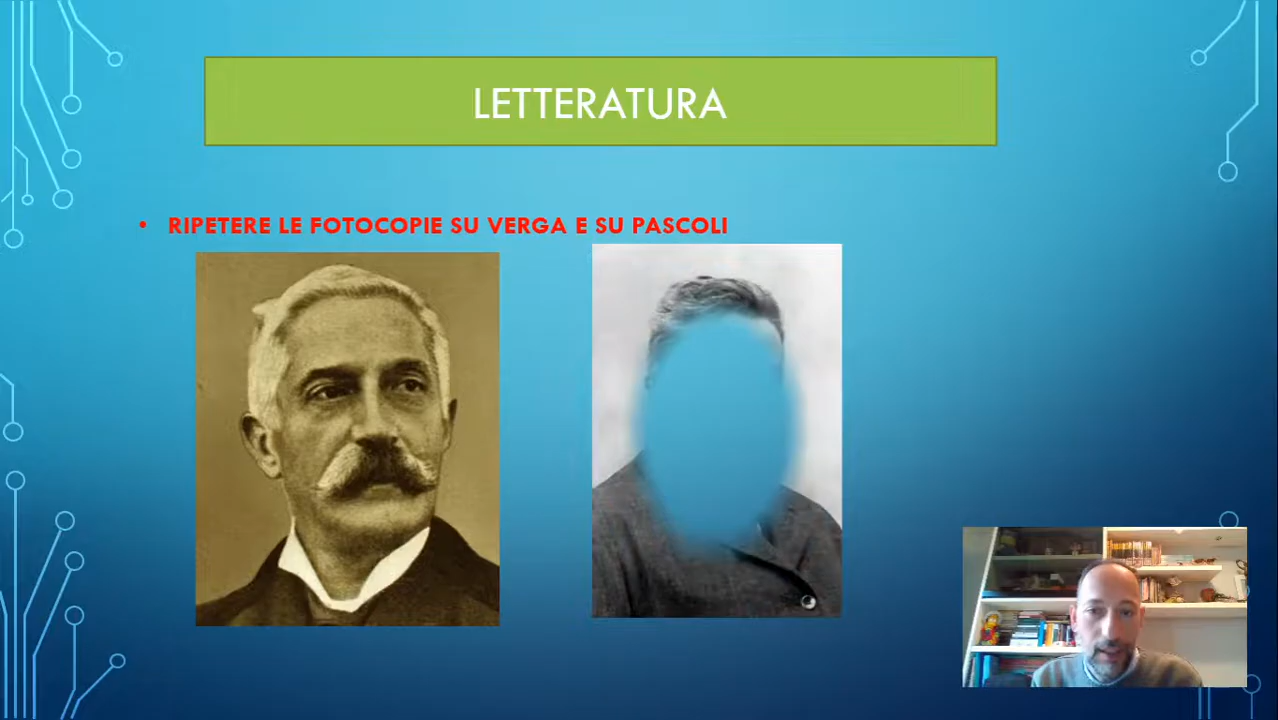 LETTERATURA
• RIPETERE LE FOTOCOPIE SU VERGA E SU PASCOLI